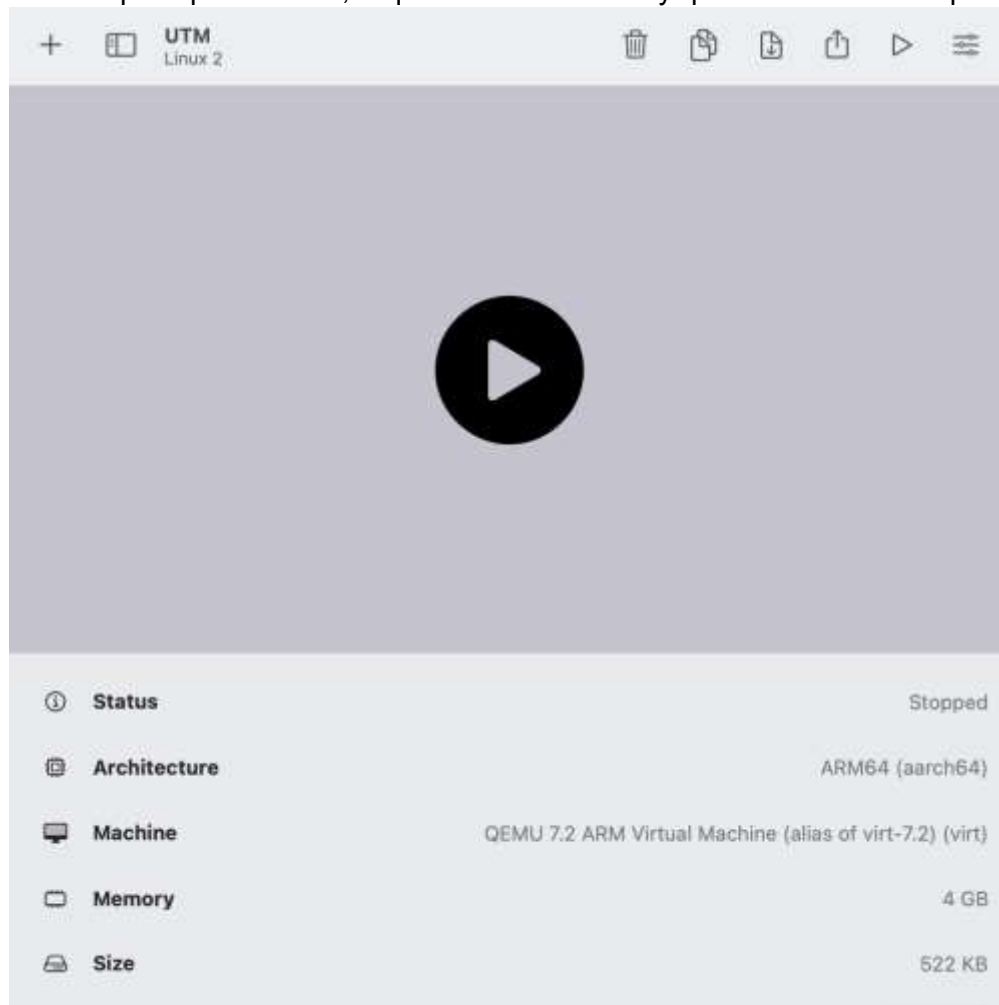 UTM
Linux 2
Status Stopped
Architecture ARM64 (aarch64)
Machine QEMU 7.2 ARM Virtual Machine (alias of virt-7.2) (virt)
Memory 4 GB
Size 522 KB